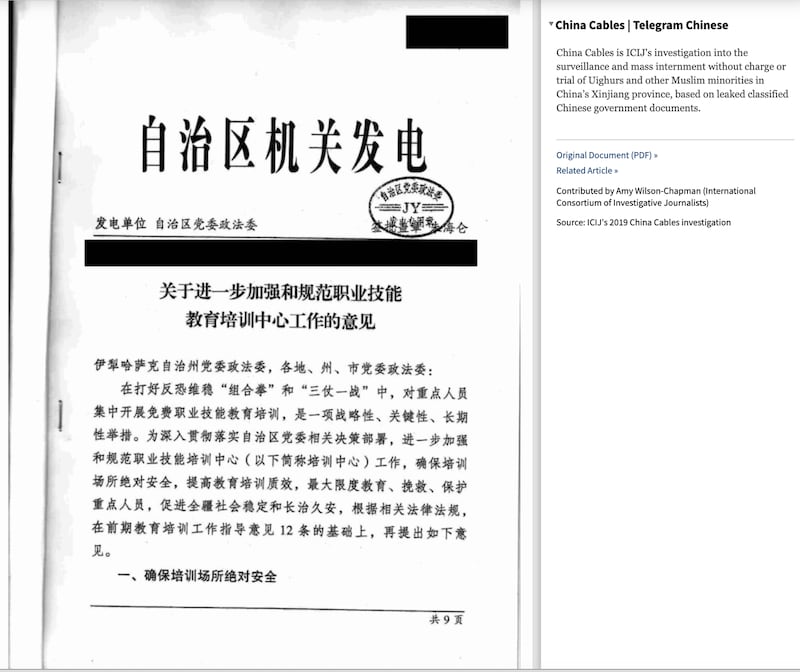 自治区机关发电
自治区党委政法委
JY
发电单位 自治区党委政法委
签批盖章 朱海仑
关于进一步加强和规范职业技能
教育培训中心工作的意见
伊犁哈萨克自治州党委政法委，各地、州、市党委政法委：
在打好反恐维稳“组合拳”和“三仗一战”中，对重点人员
集中开展免费职业技能教育培训，是一项战略性、关键性、长期
性举措。为深入贯彻落实自治区党委相关决策部署，进一步加强
和规范职业技能培训中心（以下简称培训中心）工作，确保培训
场所绝对安全，提高教育培训质效，最大限度教育、挽救、保护
重点人员，促进全疆社会稳定和长治久安，根据相关法律法规，
在前期教育培训工作指导意见12条的基础上，再提出如下意
见。
一、确保培训场所绝对安全
共9页
China Cables | Telegram Chinese
China Cables is ICIJ's investigation into the
surveillance and mass internment without charge or
trial of Uighurs and other Muslim minorities in
China's Xinjiang province, based on leaked classified
Chinese government documents.
Original Document (PDF) »
Related Article »
Contributed by Amy Wilson-Chapman (International
Consortium of Investigative Journalists)
Source: ICIJ's 2019 China Cables investigation